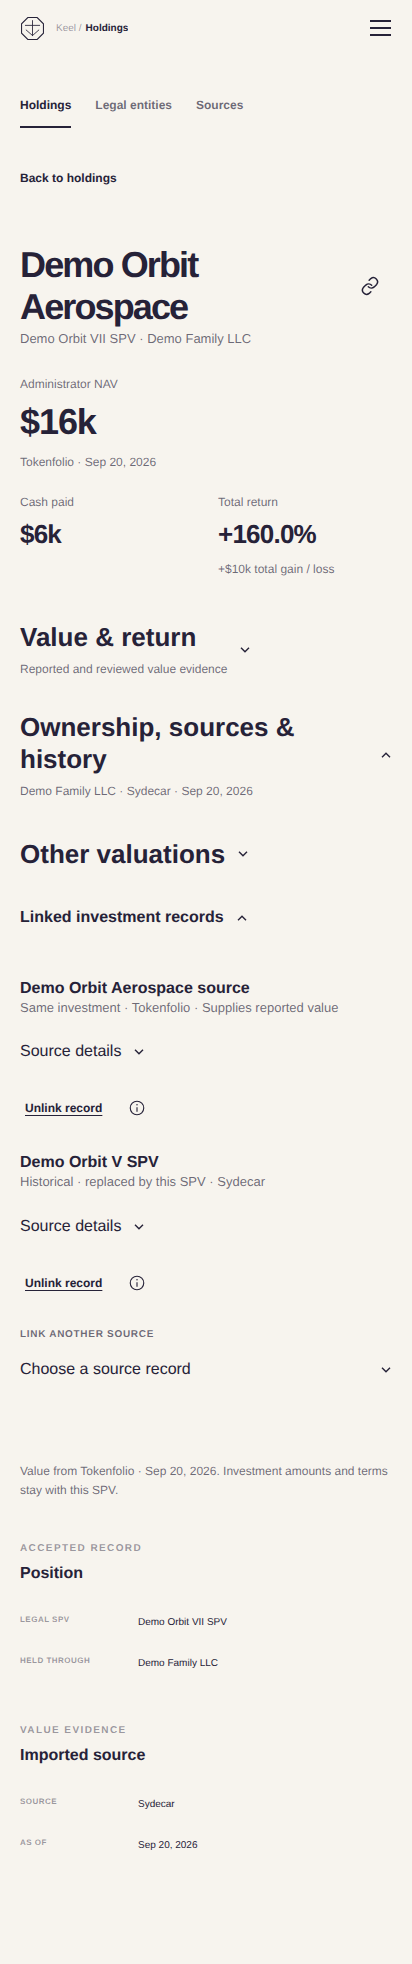 Keel / Holdings
Holdings Legal entities Sources
Back to holdings
Demo Orbit
Aerospace
Demo Orbit VII SPV · Demo Family LLC
Administrator NAV
$16k
Tokenfolio · Sep 20, 2026
Cash paid Total return
$6k +160.0%
+$10k total gain / loss
Value & return
Reported and reviewed value evidence
Ownership, sources &
history
Demo Family LLC · Sydecar · Sep 20, 2026
Other valuations
Linked investment records
Demo Orbit Aerospace source
Same investment · Tokenfolio · Supplies reported value
Source details
Unlink record
Demo Orbit V SPV
Historical · replaced by this SPV · Sydecar
Source details
Unlink record
LINK ANOTHER SOURCE
Choose a source record
Value from Tokenfolio · Sep 20, 2026. Investment amounts and terms
stay with this SPV.
ACCEPTED RECORD
Position
LEGAL SPV Demo Orbit VII SPV
HELD THROUGH Demo Family LLC
VALUE EVIDENCE
Imported source
SOURCE Sydecar
AS OF Sep 20, 2026